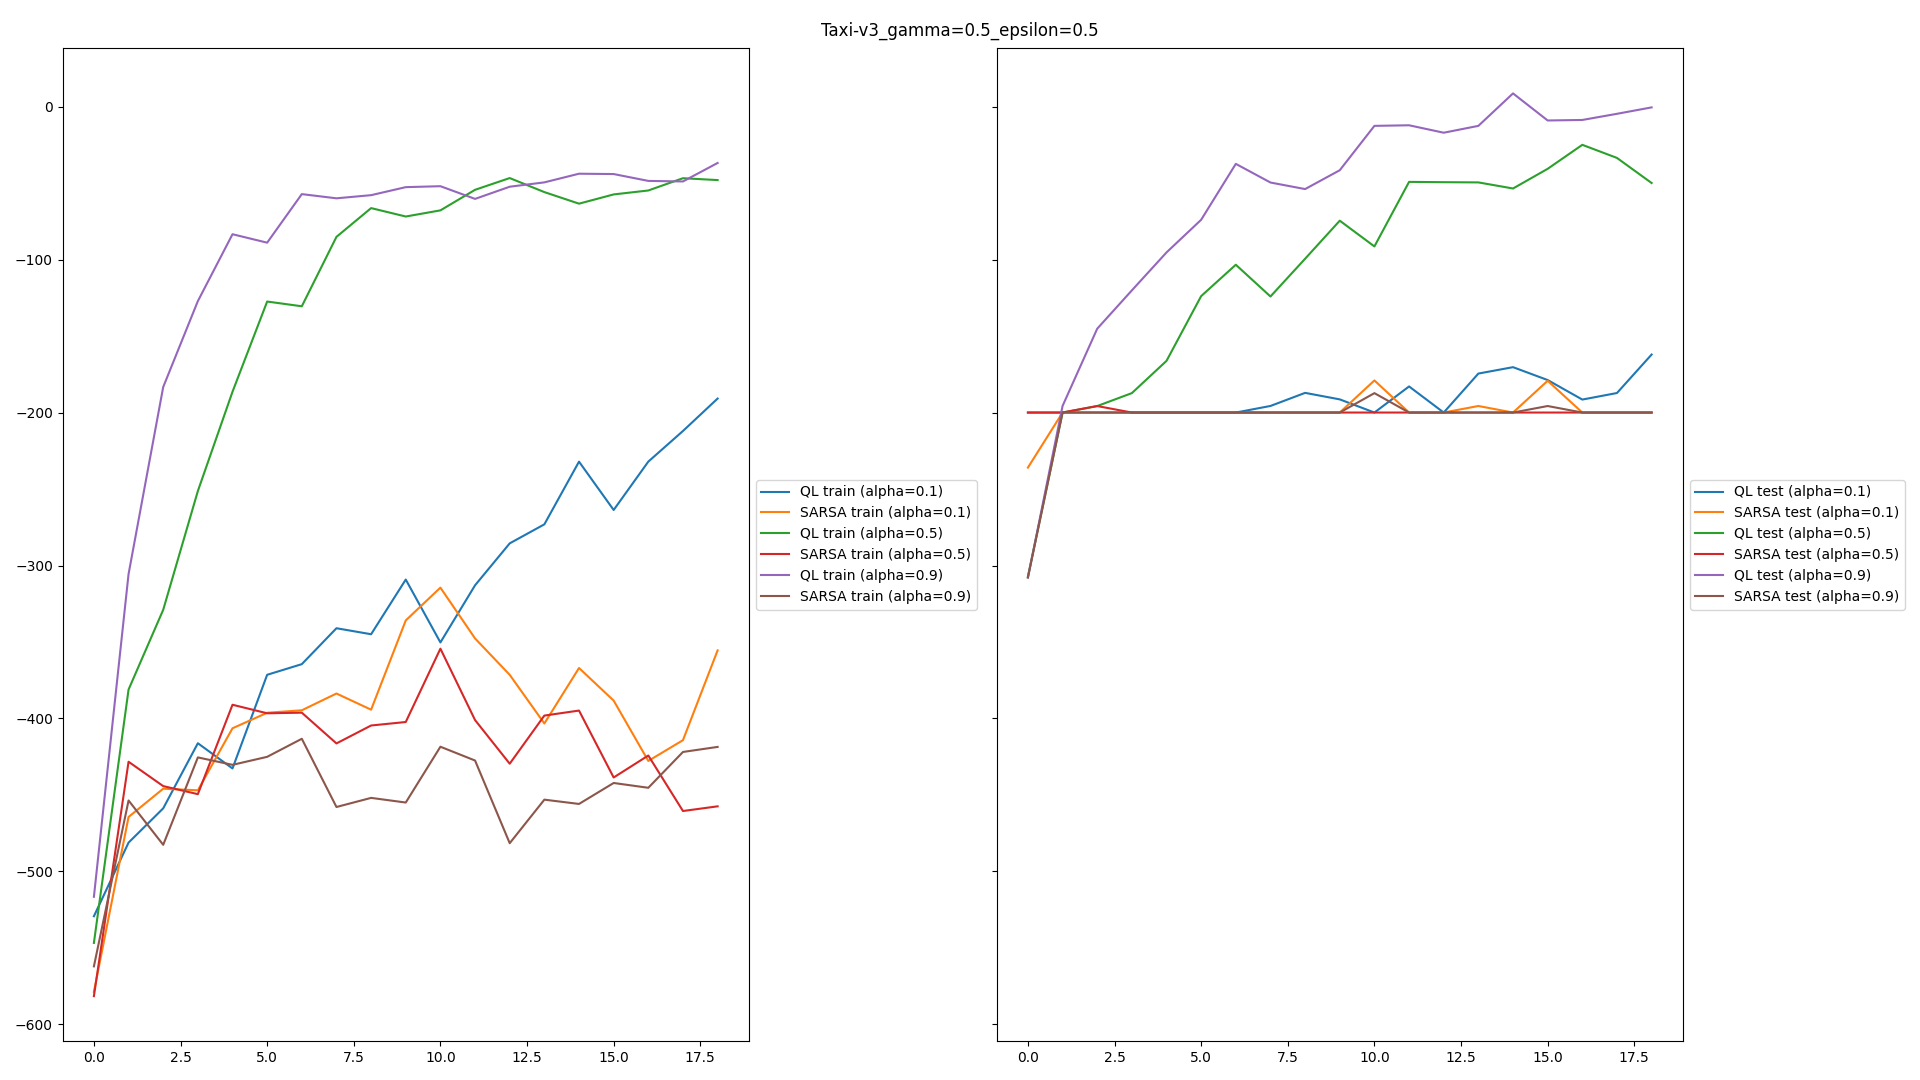 Taxi-v3_gamma=0.5_epsilon=0.5
0
−100
−200
−300
−400
−500
−600
0.0 2.5 5.0 7.5 10.0 12.5 15.0 17.5
QL train (alpha=0.1)
SARSA train (alpha=0.1)
QL train (alpha=0.5)
SARSA train (alpha=0.5)
QL train (alpha=0.9)
SARSA train (alpha=0.9)
0.0 2.5 5.0 7.5 10.0 12.5 15.0 17.5
QL test (alpha=0.1)
SARSA test (alpha=0.1)
QL test (alpha=0.5)
SARSA test (alpha=0.5)
QL test (alpha=0.9)
SARSA test (alpha=0.9)